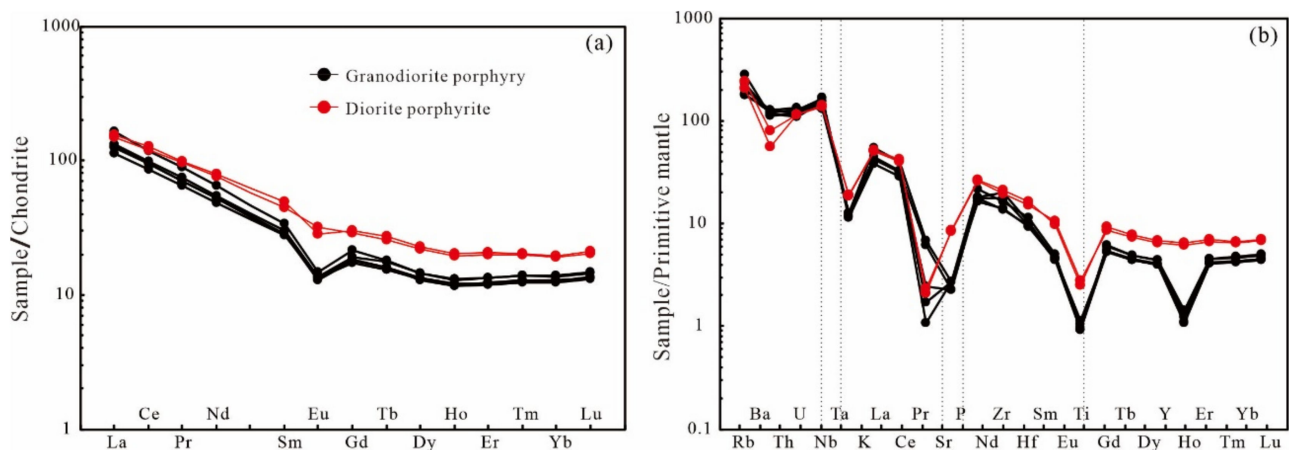 (a)
Sample/Chondrite
1000
100
10
1
Granodiorite porphyry
Diorite porphyrite
Ce Nd Eu Tb Ho Tm Lu
La Pr Sm Gd Dy Er Yb
(b)
Sample/Primitive mantle
1000
100
10
1
0.1
Ba U Ta La Pr P Zr Sm Ti Tb Y Er Yb
Rb Th Nb K Ce Sr Nd Hf Eu Gd Dy Ho Tm Lu